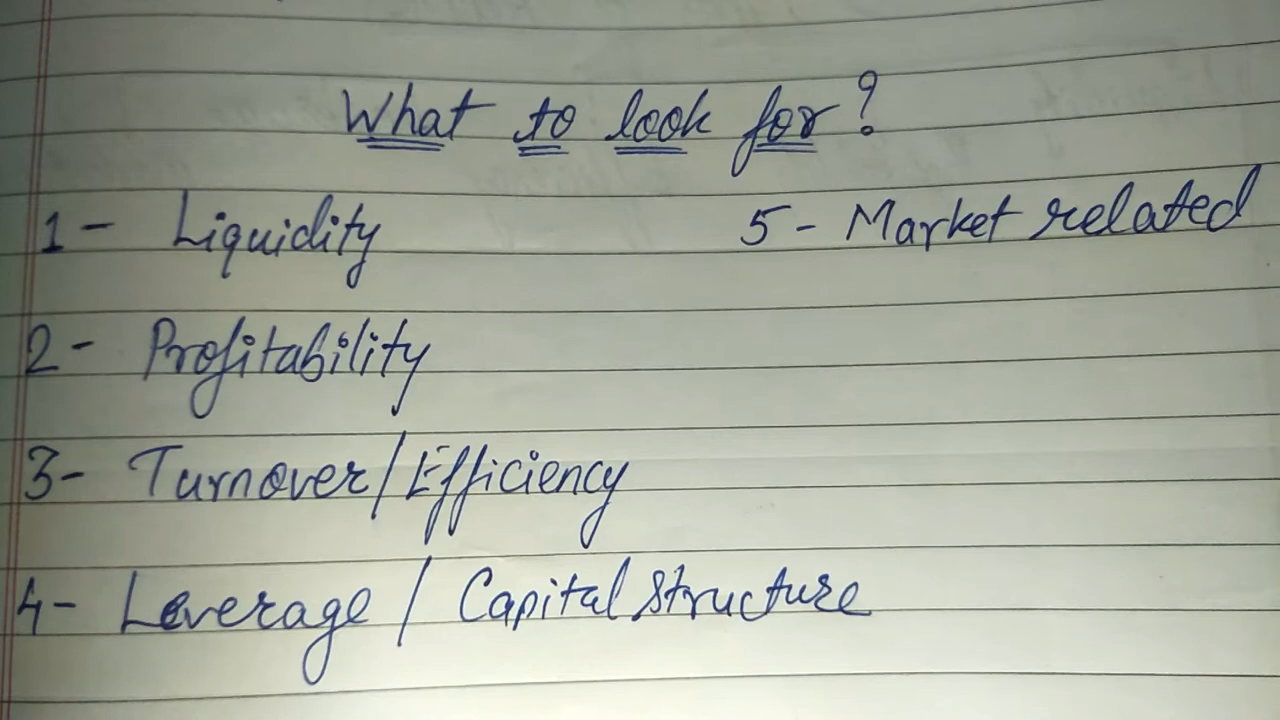 What to look for?
1- Liquidity
2- Profitability
3- Turnover/Efficiency
4- Leverage / Capital Structure
5- Market related